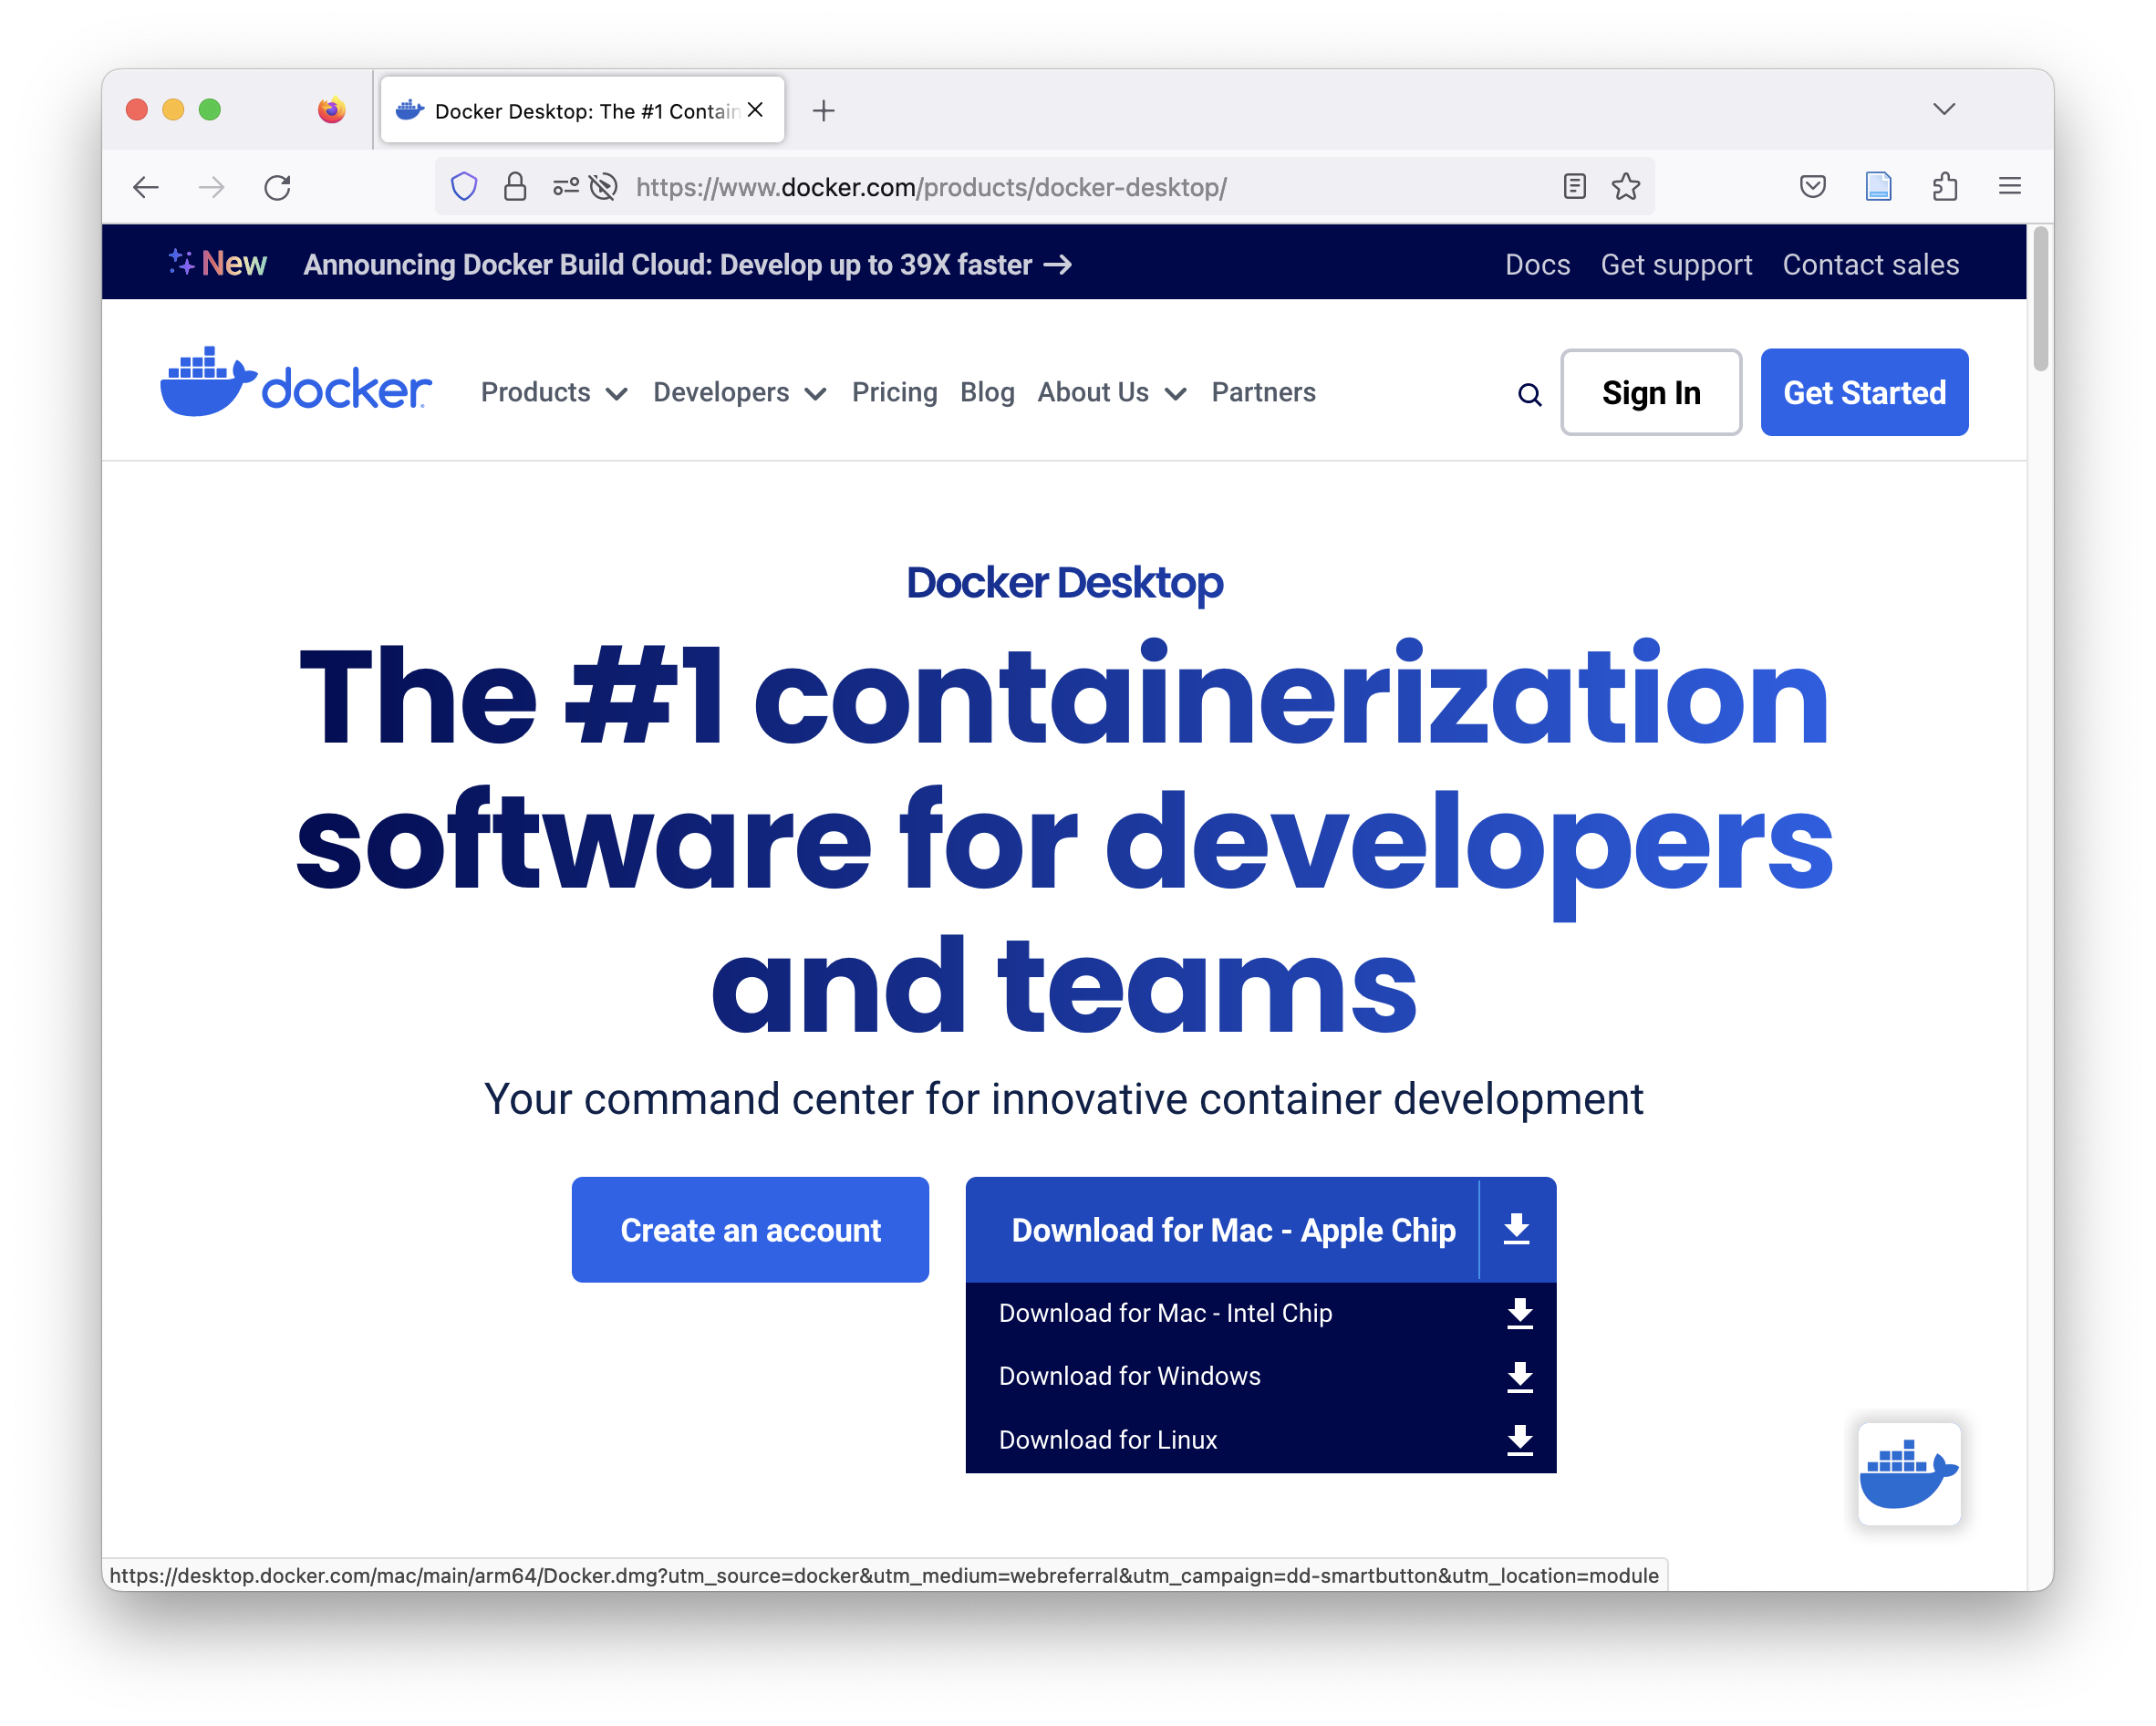 Docker Desktop: The #1 Contain
https://www.docker.com/products/docker-desktop/
New Announcing Docker Build Cloud: Develop up to 39X faster → Docs Get support Contact sales
docker Products Developers Pricing Blog About Us Partners Sign In Get Started
Docker Desktop
The #1 containerization
software for developers
and teams
Your command center for innovative container development
Create an account Download for Mac - Apple Chip
Download for Mac - Intel Chip
Download for Windows
Download for Linux
https://desktop.docker.com/mac/main/arm64/Docker.dmg?utm_source=docker&utm_medium=webreferral&utm_campaign=dd-smartbutton&utm_location=module